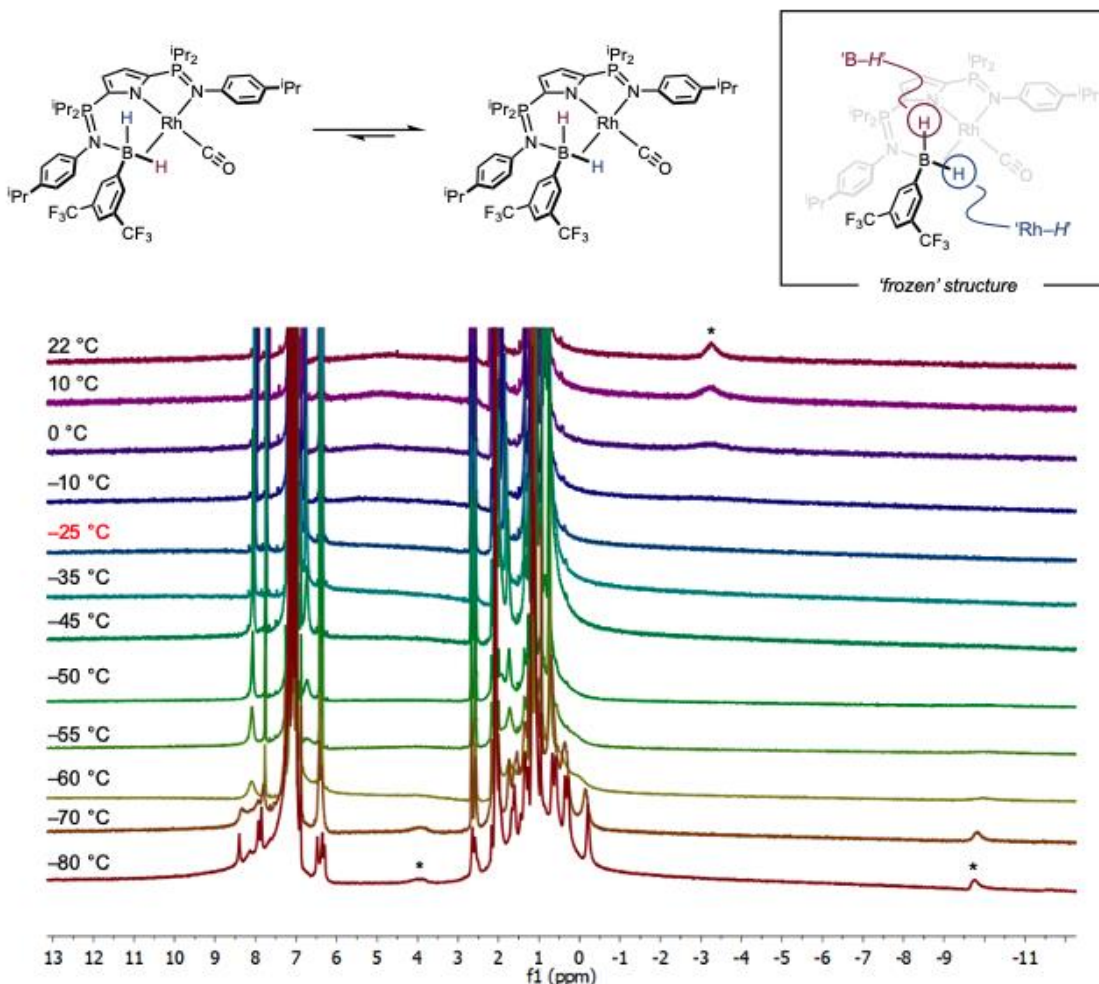 iPr2
P
N
iPr
N
iPr2
P
H
Rh
N
B
H
C≡O
iPr
F3C
CF3
iPr2
P
N
iPr
N
iPr2
P
H
Rh
N
B
H
C≡O
iPr
F3C
CF3
'B–H'
iPr2
P
N
iPr
iPr2
P
H
Rh
N
B
H
C≡O
iPr
F3C
CF3
'Rh–H'
'frozen' structure
22 °C
*
10 °C
0 °C
–10 °C
–25 °C
–35 °C
–45 °C
–50 °C
–55 °C
–60 °C
–70 °C
–80 °C
*
*
13 12 11 10 9 8 7 6 5 4 3 2 1 0 -1 -2 -3 -4 -5 -6 -7 -8 -9 -11
f1 (ppm)